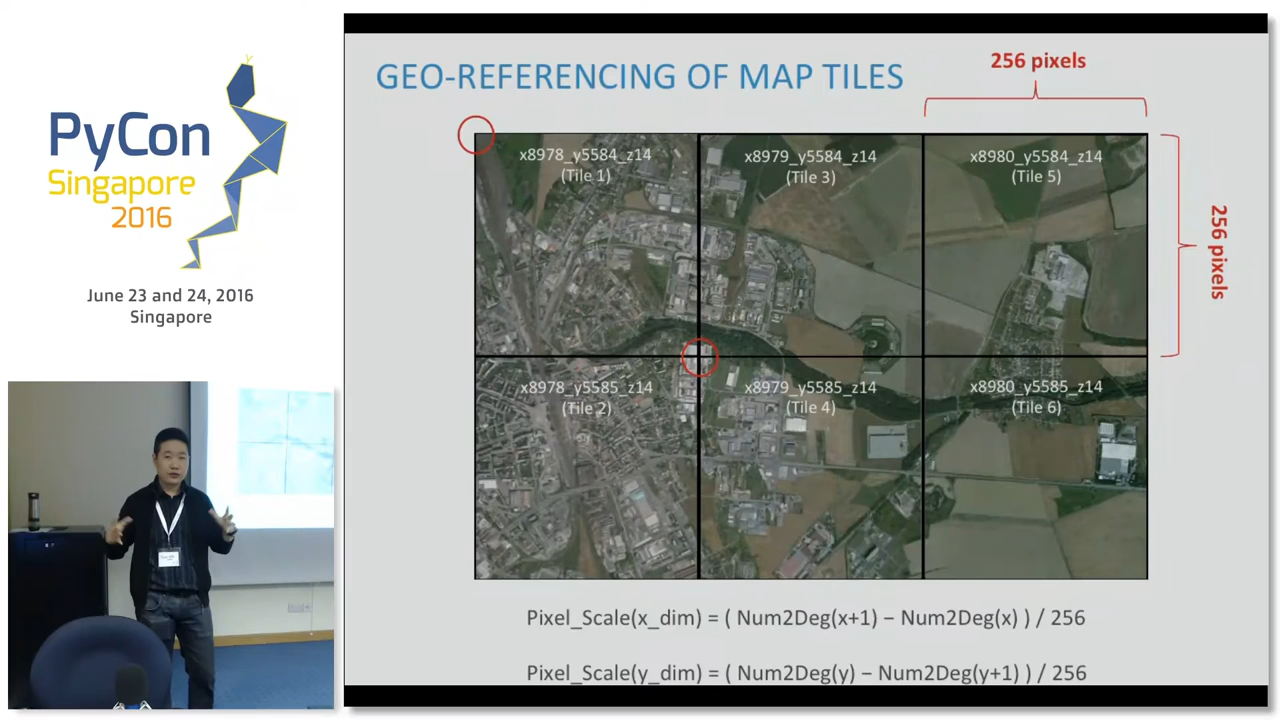 PyCon
Singapore
2016
June 23 and 24, 2016
Singapore
GEO-REFERENCING OF MAP TILES
256 pixels
256 pixels
x8978_y5584_z14
(Tile 1)
x8979_y5584_z14
(Tile 3)
x8980_y5584_z14
(Tile 5)
x8978_y5585_z14
(Tile 2)
x8979_y5585_z14
(Tile 4)
x8980_y5585_z14
(Tile 6)
Pixel_Scale(x_dim) = ( Num2Deg(x+1) – Num2Deg(x) ) / 256
Pixel_Scale(y_dim) = ( Num2Deg(y) – Num2Deg(y+1) ) / 256